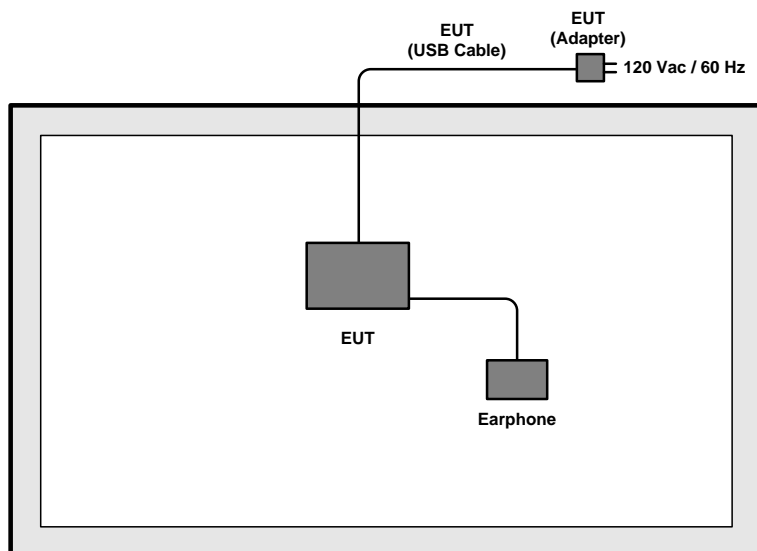 EUT
(USB Cable)
EUT
(Adapter)
120 Vac / 60 Hz
EUT
Earphone